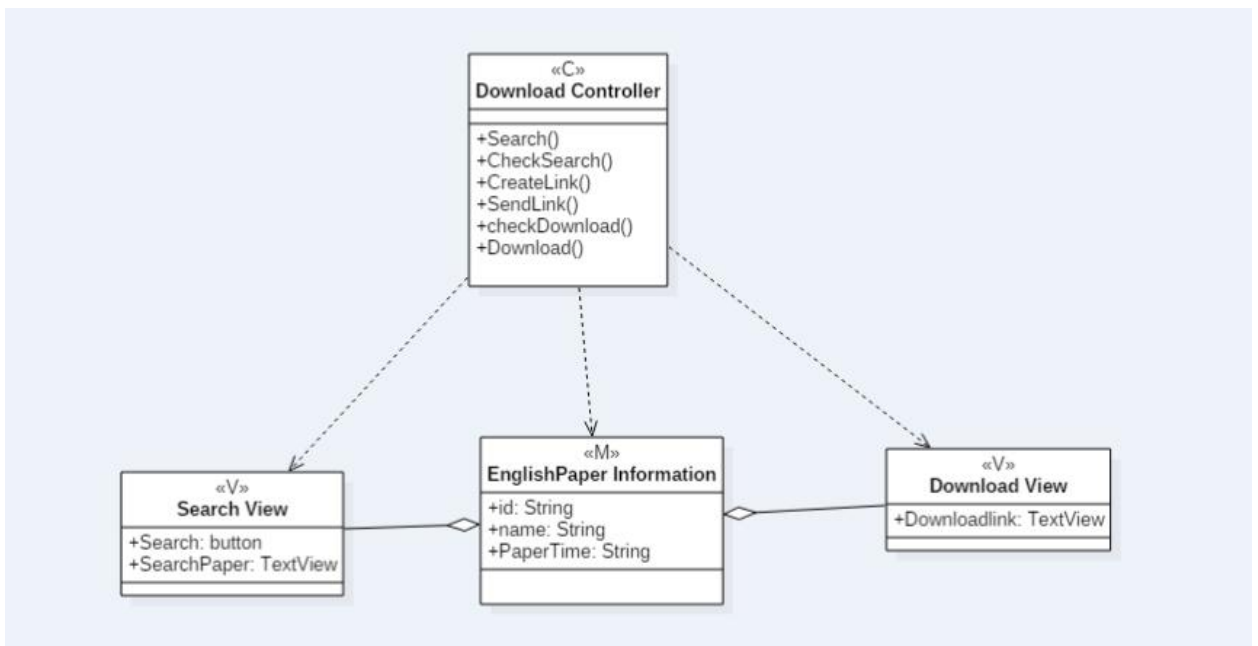 «C»
Download Controller
+Search()
+CheckSearch()
+CreateLink()
+SendLink()
+checkDownload()
+Download()
«V»
Search View
+Search: button
+SearchPaper: TextView
«M»
EnglishPaper Information
+id: String
+name: String
+PaperTime: String
«V»
Download View
+Downloadlink: TextView